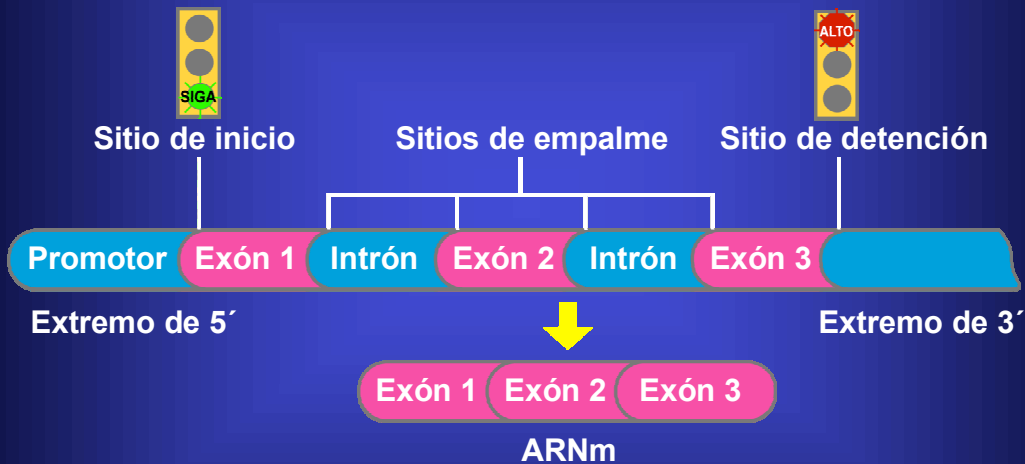 SIGA
ALTO
Sitio de inicio
Sitios de empalme
Sitio de detención
Promotor Exón 1 Intrón Exón 2 Intrón Exón 3
Extremo de 5´
Extremo de 3´
Exón 1 Exón 2 Exón 3
ARNm